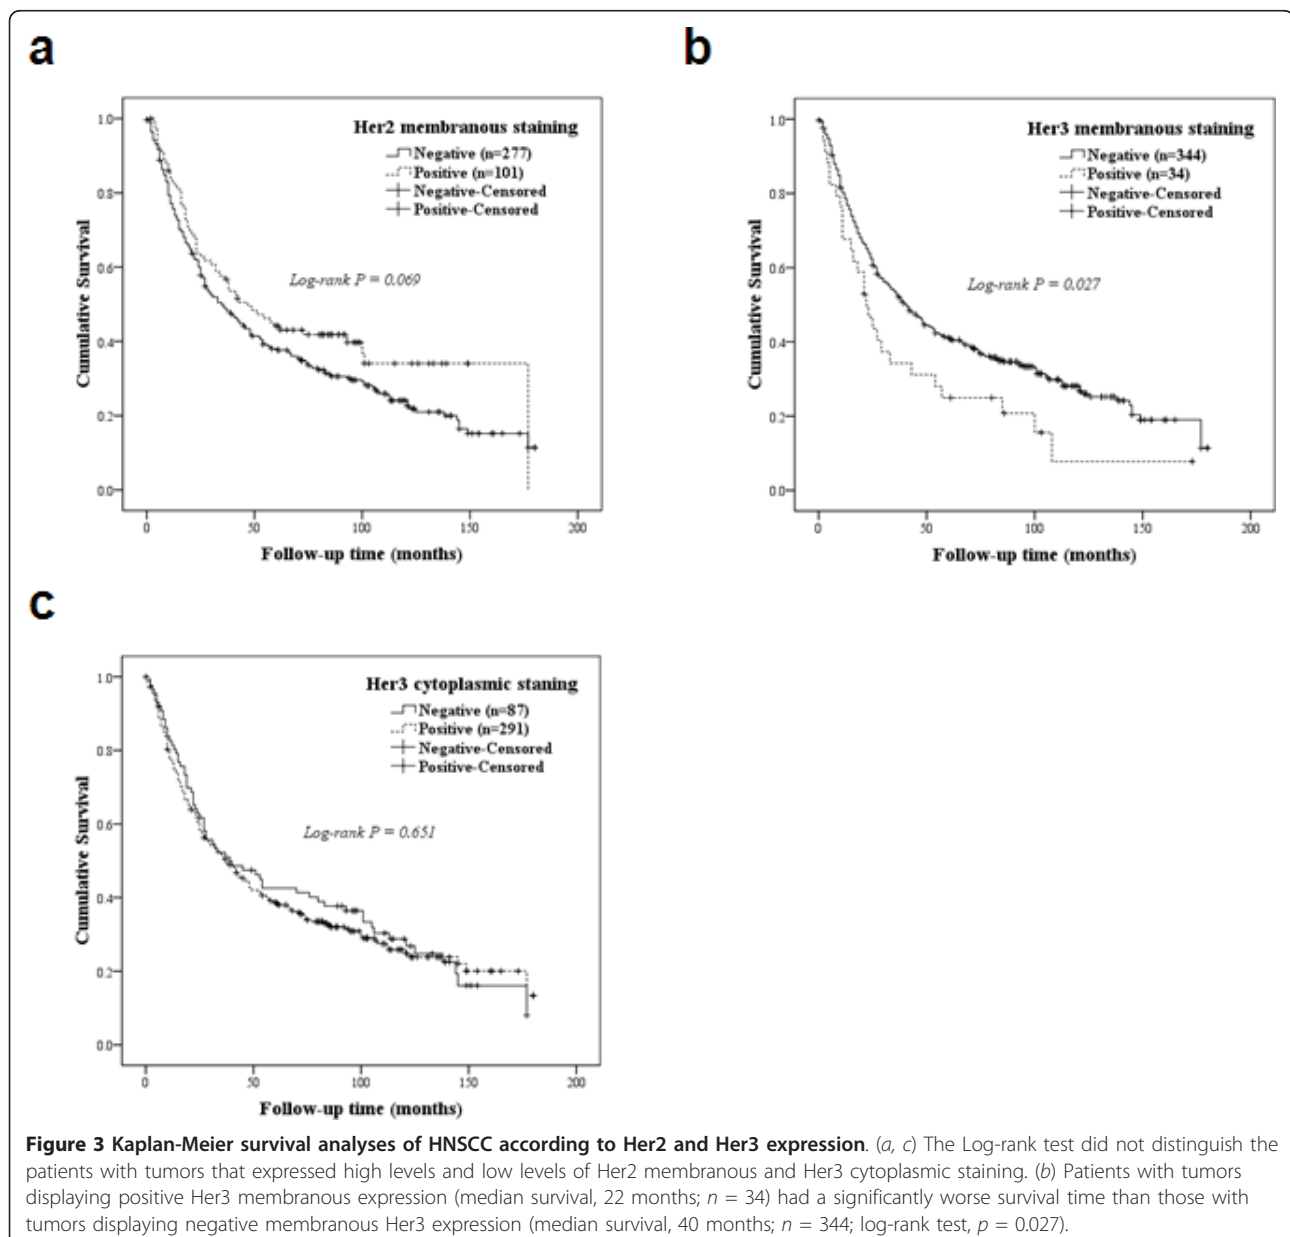 a
Her2 membranous staining
Negative (n=277)
Positive (n=101)
Negative-Censored
Positive-Censored
Log-rank P = 0.069
Cumulative Survival
1.0
0.8
0.6
0.4
0.2
0.0
0 50 100 150 200
Follow-up time (months)
b
Her3 membranous staining
Negative (n=344)
Positive (n=34)
Negative-Censored
Positive-Censored
Log-rank P = 0.027
Cumulative Survival
1.0
0.8
0.6
0.4
0.2
0.0
0 50 100 150 200
Follow-up time (months)
c
Her3 cytoplasmic staning
Negative (n=87)
Positive (n=291)
Negative-Censored
Positive-Censored
Log-rank P = 0.651
Cumulative Survival
1.0
0.8
0.6
0.4
0.2
0.0
0 50 100 150 200
Follow-up time (months)
Figure 3 Kaplan-Meier survival analyses of HNSCC according to Her2 and Her3 expression. (a, c) The Log-rank test did not distinguish the
patients with tumors that expressed high levels and low levels of Her2 membranous and Her3 cytoplasmic staining. (b) Patients with tumors
displaying positive Her3 membranous expression (median survival, 22 months; n = 34) had a significantly worse survival time than those with
tumors displaying negative membranous Her3 expression (median survival, 40 months; n = 344; log-rank test, p = 0.027).